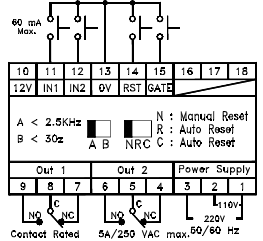 60 mA
Max.
10 11 12 13 14 15 16 17 18
12V IN1 IN2 0V RST GATE
A < 2.5KHz
B < 30z
A B
NRC
N : Manual Reset
R : Auto Reset
C : Auto Reset
Out 1 Out 2 Power Supply
9 8 7 6 5 4 3 2 1
C C
NO NC NO NC
110V
220V
Contact Rated 5A/250 VAC max. 50/60 Hz